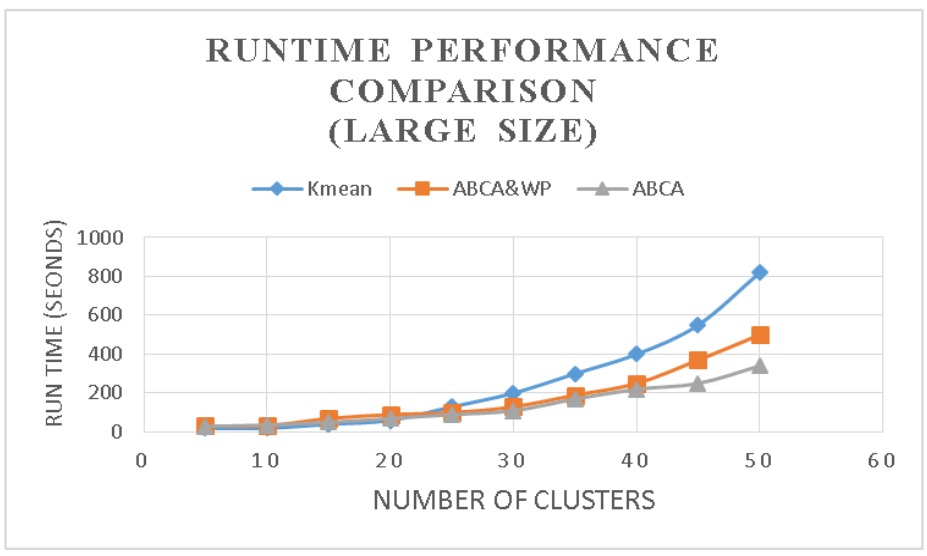 RUNTIME PERFORMANCE
COMPARISON
(LARGE SIZE)
Kmean ABCA&WP ABCA
RUN TIME (SEONDS)
1000
800
600
400
200
0
0 10 20 30 40 50 60
NUMBER OF CLUSTERS